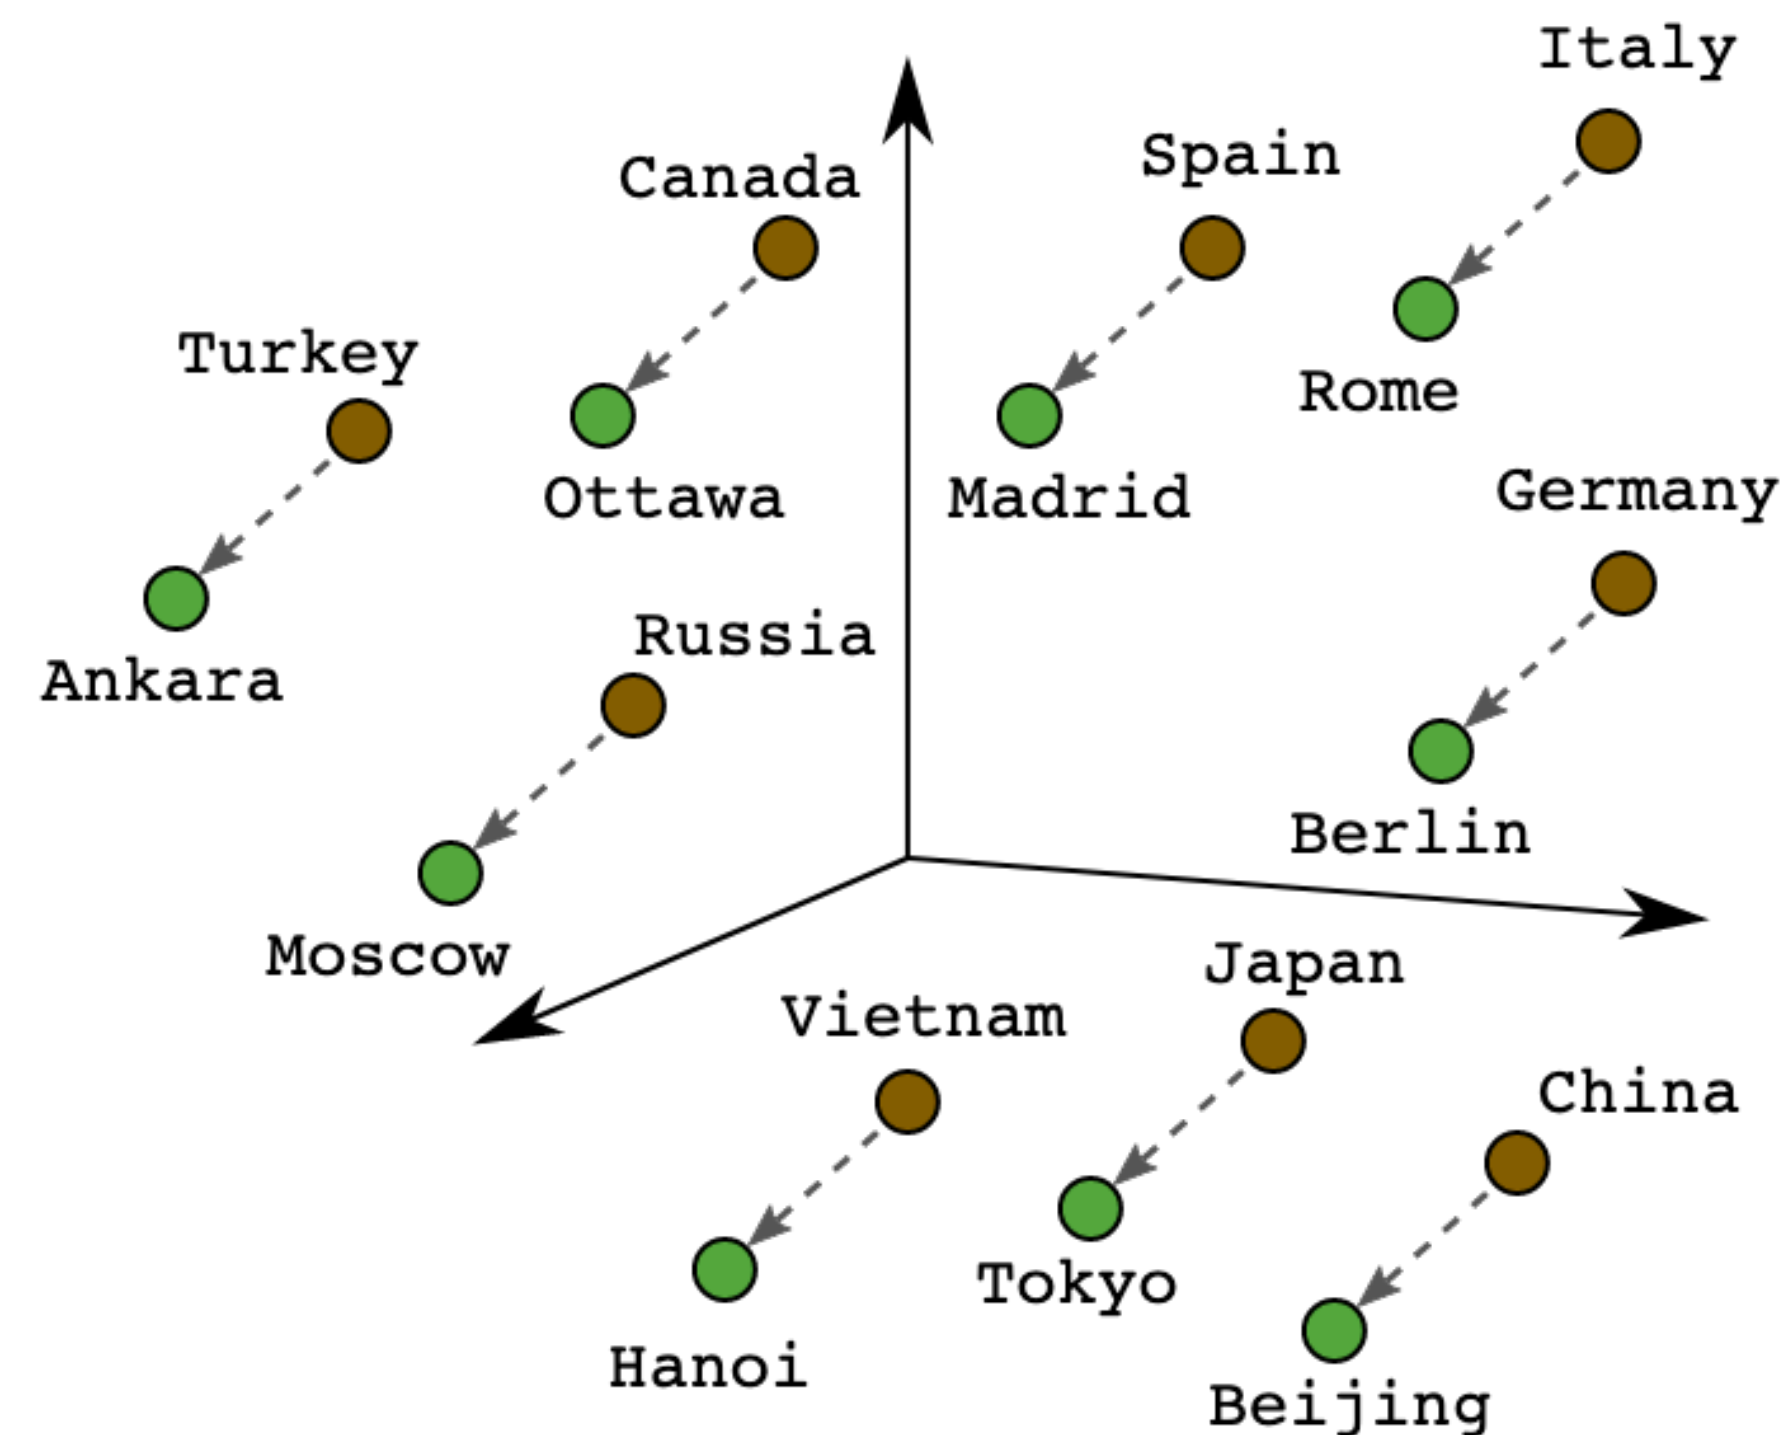 Italy
Spain
Canada
Turkey
Rome
Ottawa
Madrid
Germany
Russia
Ankara
Berlin
Moscow
Japan
Vietnam
China
Tokyo
Hanoi
Beijing